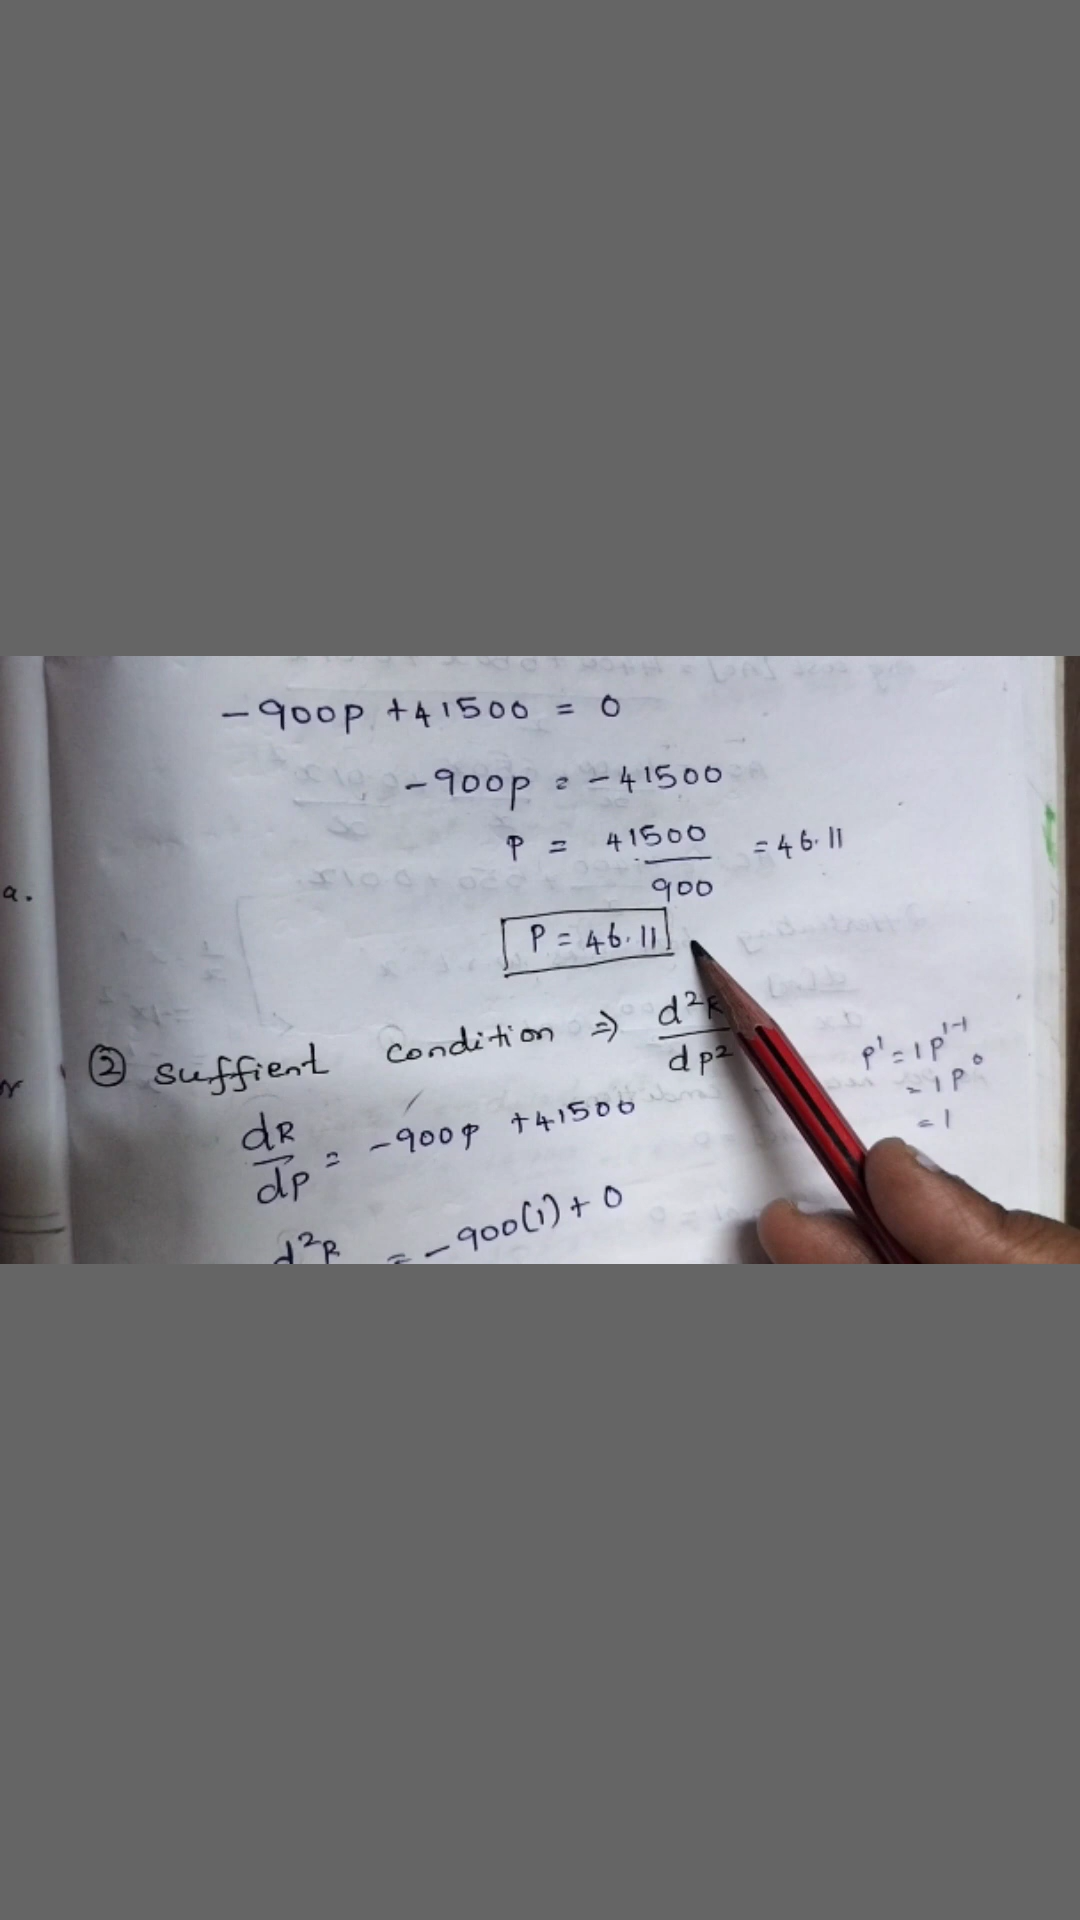 -900p +41500 = 0
-900p = -41500
P = 41500/900 = 46.11
a.
P = 46.11
② suffient condition ⇒ d²R/dp²
p¹ = 1p¹⁻¹
= 1p⁰
= 1
dR/dp = -900p +41500
d²R = -900(1) + 0